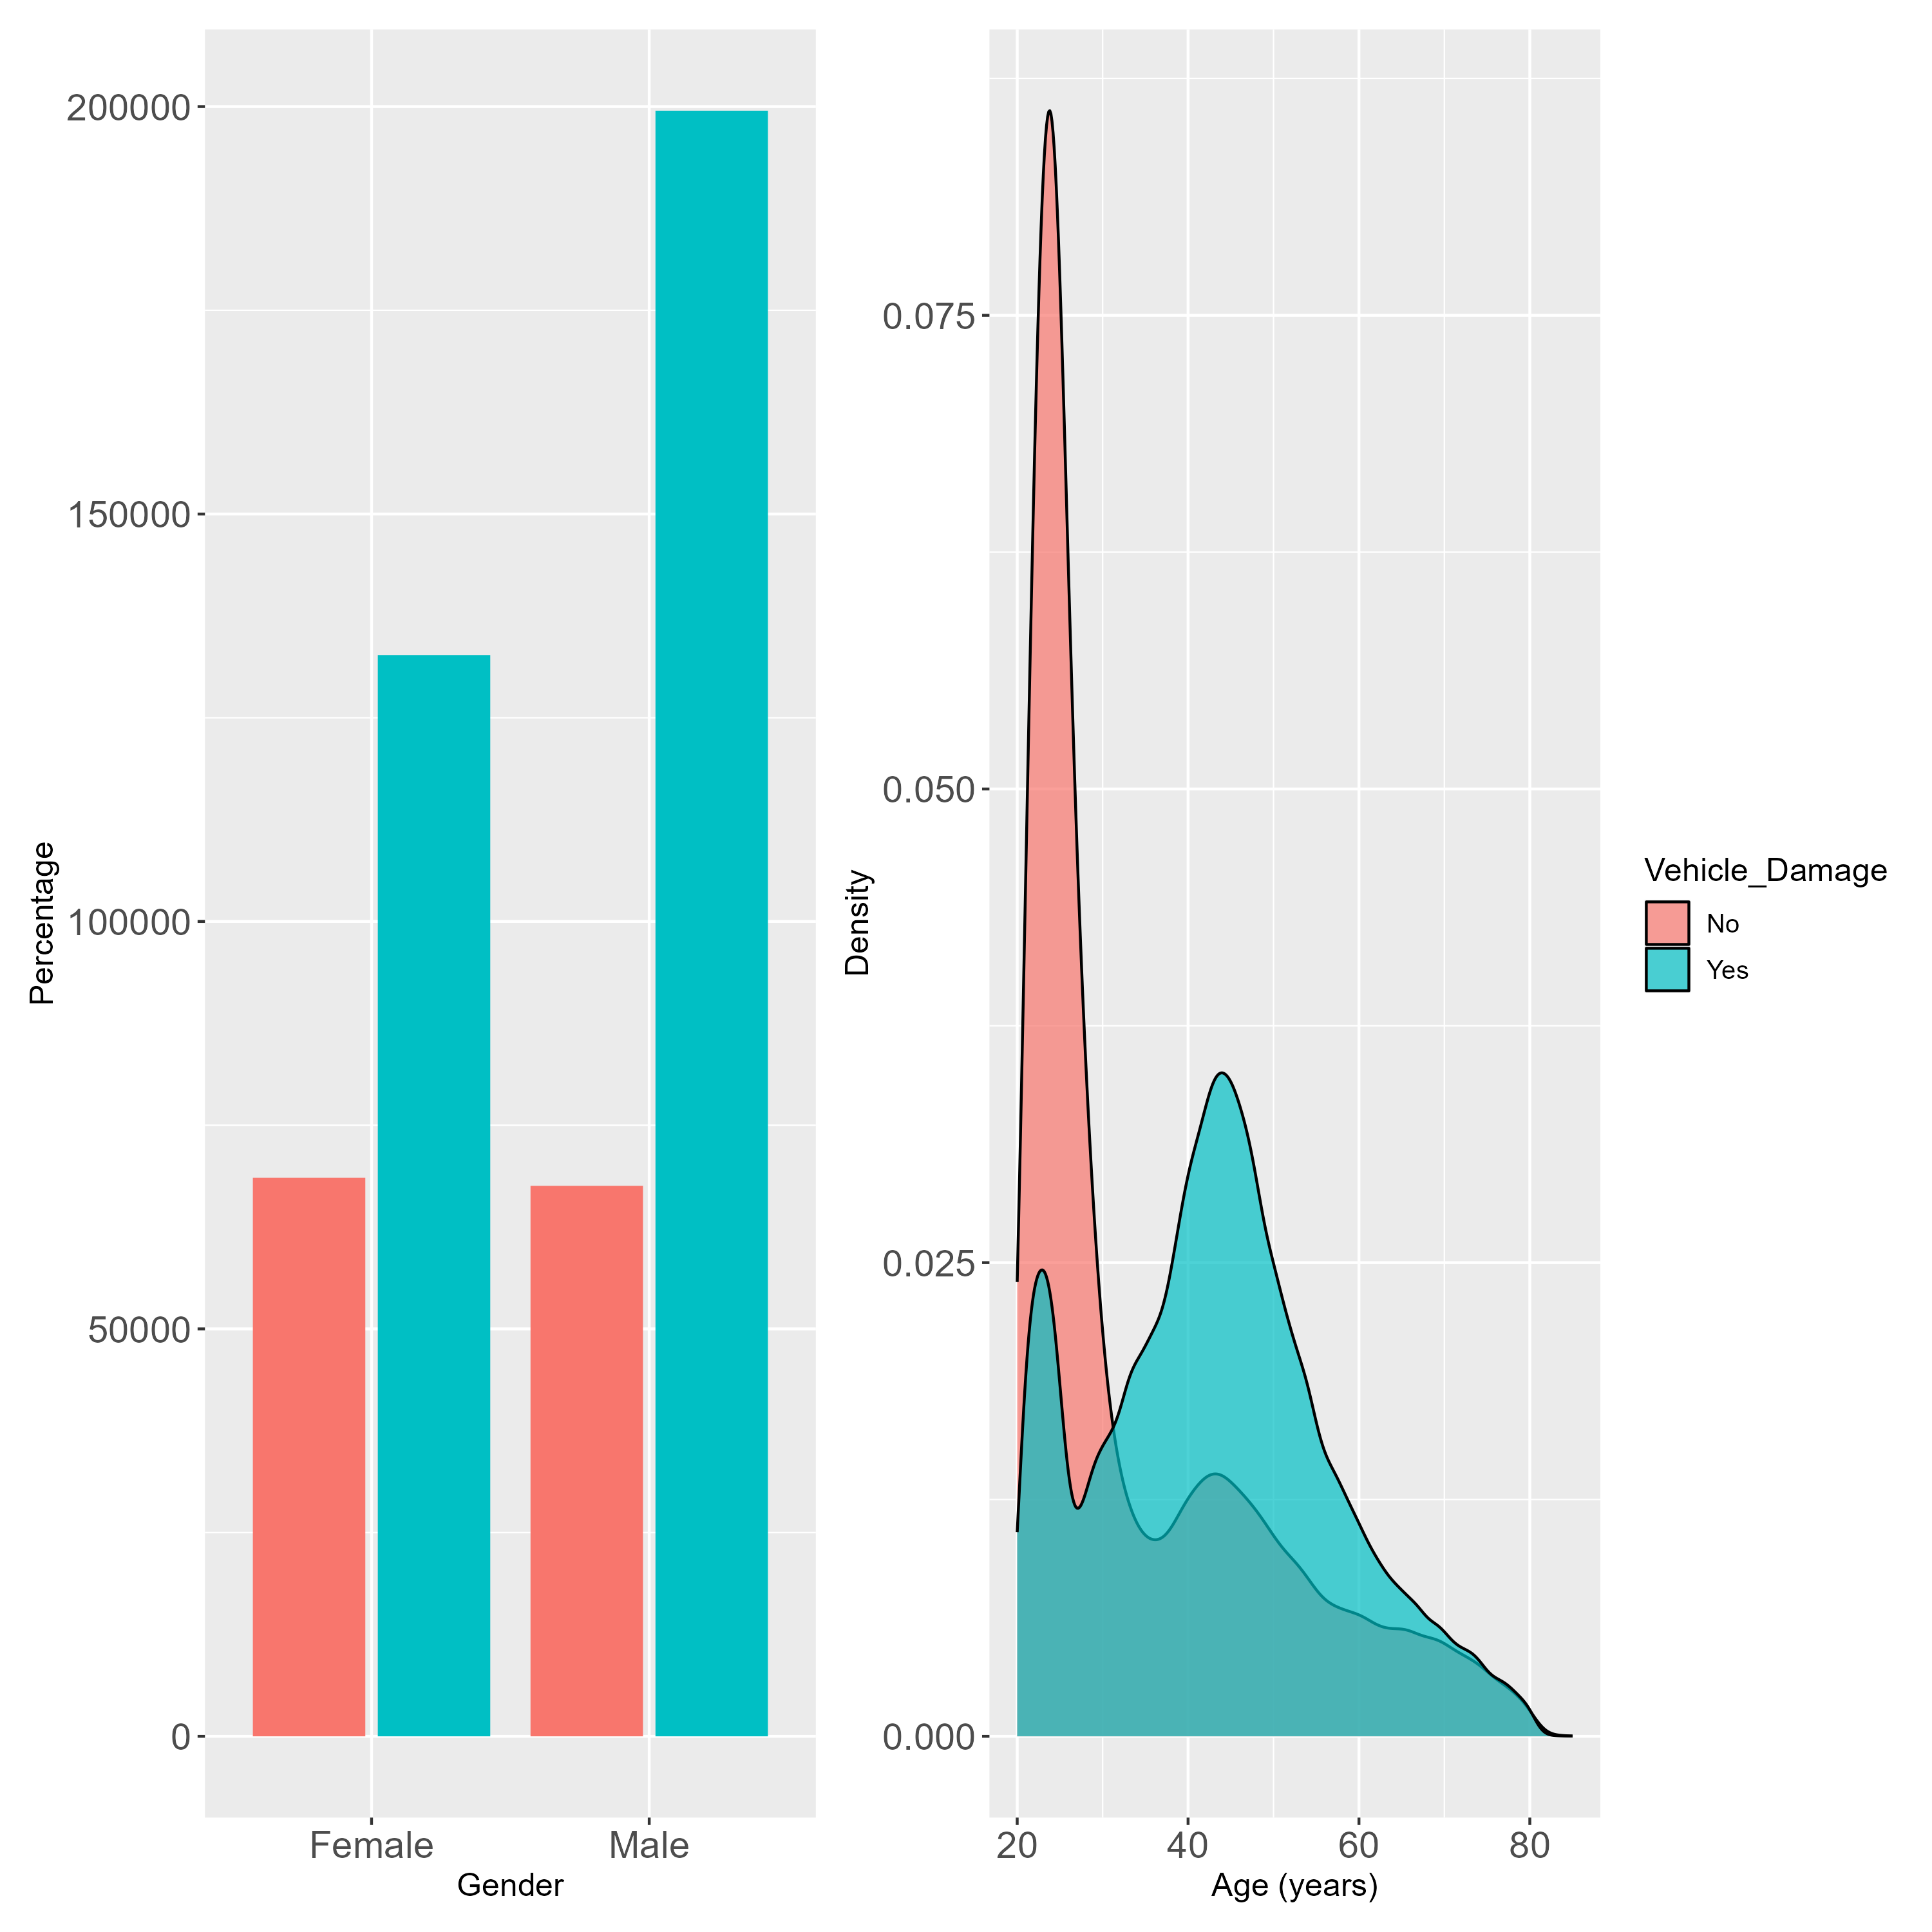 Percentage
200000
150000
100000
50000
0
Female
Male
Gender
Density
0.075
0.050
0.025
0.000
20
40
60
80
Age (years)
Vehicle_Damage
No
Yes